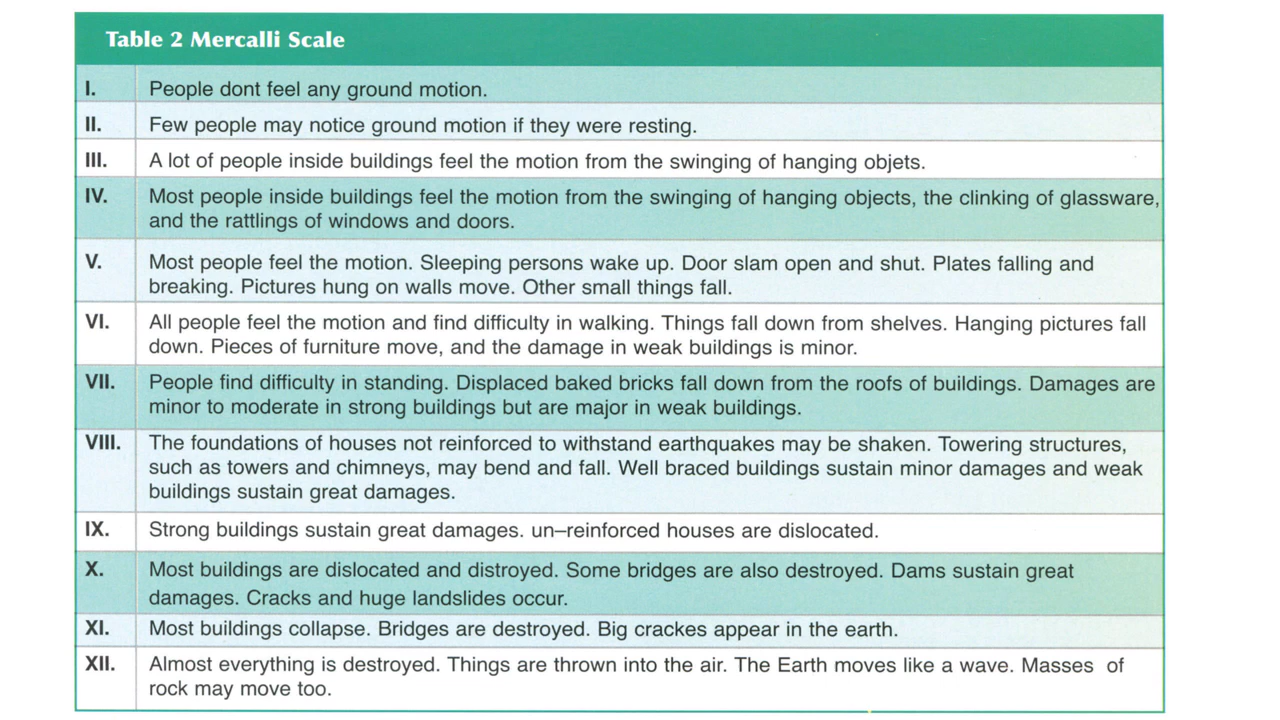 Table 2 Mercalli Scale
I. People dont feel any ground motion.
II. Few people may notice ground motion if they were resting.
III. A lot of people inside buildings feel the motion from the swinging of hanging objets.
IV. Most people inside buildings feel the motion from the swinging of hanging objects, the clinking of glassware,
and the rattlings of windows and doors.
V. Most people feel the motion. Sleeping persons wake up. Door slam open and shut. Plates falling and
breaking. Pictures hung on walls move. Other small things fall.
VI. All people feel the motion and find difficulty in walking. Things fall down from shelves. Hanging pictures fall
down. Pieces of furniture move, and the damage in weak buildings is minor.
VII. People find difficulty in standing. Displaced baked bricks fall down from the roofs of buildings. Damages are
minor to moderate in strong buildings but are major in weak buildings.
VIII. The foundations of houses not reinforced to withstand earthquakes may be shaken. Towering structures,
such as towers and chimneys, may bend and fall. Well braced buildings sustain minor damages and weak
buildings sustain great damages.
IX. Strong buildings sustain great damages. un–reinforced houses are dislocated.
X. Most buildings are dislocated and distroyed. Some bridges are also destroyed. Dams sustain great
damages. Cracks and huge landslides occur.
XI. Most buildings collapse. Bridges are destroyed. Big crackes appear in the earth.
XII. Almost everything is destroyed. Things are thrown into the air. The Earth moves like a wave. Masses of
rock may move too.